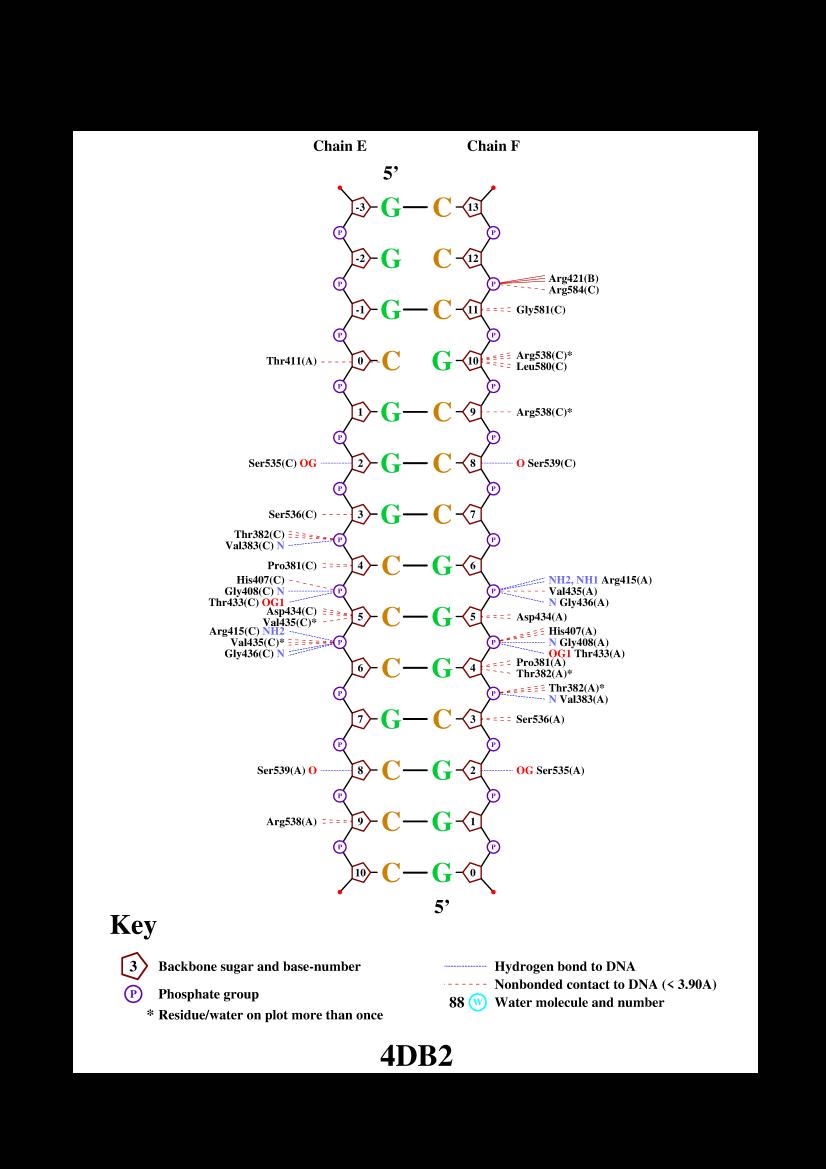 Chain E Chain F
5’
-3 G C 13
P P
-2 G C 12
P P Arg421(B)
Arg584(C)
-1 G C 11 Gly581(C)
P P
Thr411(A) 0 C G 10 Arg538(C)*
Leu580(C)
P P
1 G C 9 Arg538(C)*
P P
Ser535(C) OG 2 G C 8 O Ser539(C)
P P
Ser536(C) 3 G C 7
Thr382(C) P P
Val383(C) N
Pro381(C) 4 C G 6
His407(C) NH2, NH1 Arg415(A)
Gly408(C) N P P Val435(A)
Thr433(C) OG1 N Gly436(A)
Asp434(C) 5 C G 5 Asp434(A)
Val435(C)*
Arg415(C) NH2 His407(A)
Val435(C)* P P N Gly408(A)
Gly436(C) N OG1 Thr433(A)
6 C G 4 Pro381(A)
Thr382(A)*
P P Thr382(A)*
N Val383(A)
7 G C 3 Ser536(A)
P P
Ser539(A) O 8 C G 2 OG Ser535(A)
P P
Arg538(A) 9 C G 1
P P
10 C G 0
5’
Key
3 Backbone sugar and base-number
P Phosphate group
* Residue/water on plot more than once
Hydrogen bond to DNA
Nonbonded contact to DNA (< 3.90A)
88 W Water molecule and number
4DB2